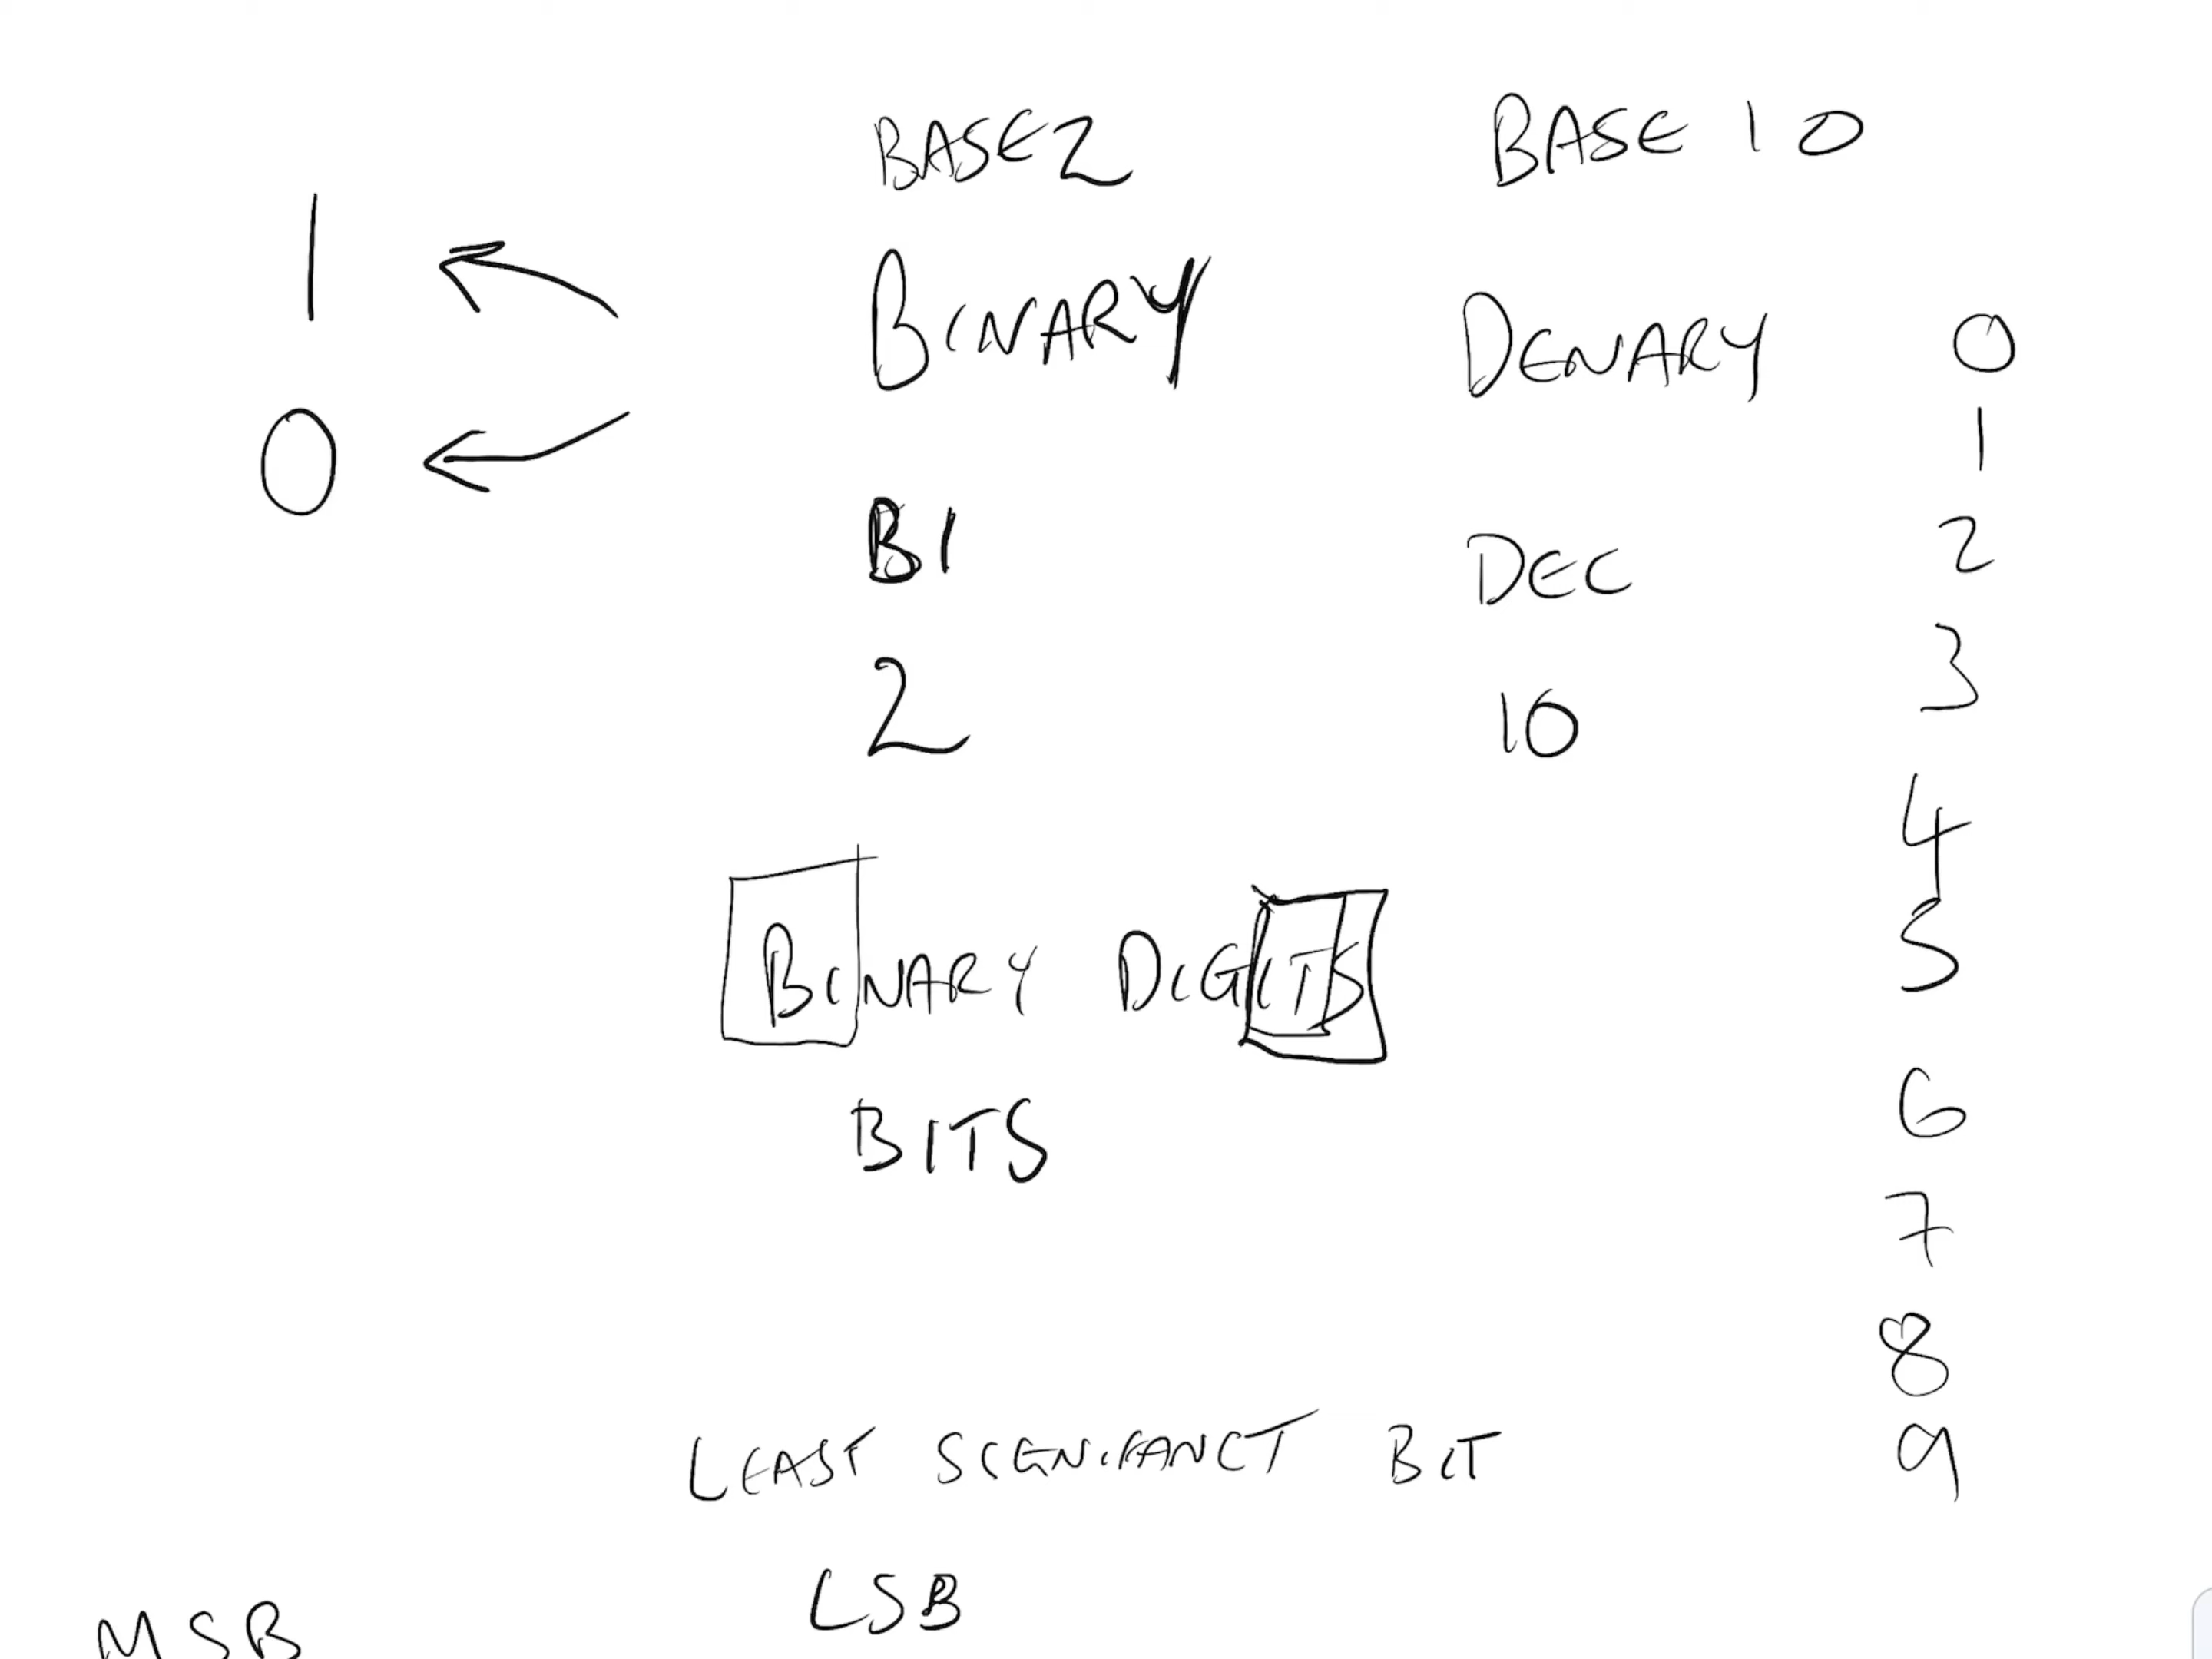 BASE2 BASE 10
1
BINARY DENARY 0
0
1
BI DEC 2
3
2 10
4
5
BINARY DIGITS
6
BITS
7
8
LEAST SIGNIFANCT BIT 9
LSB
MSB